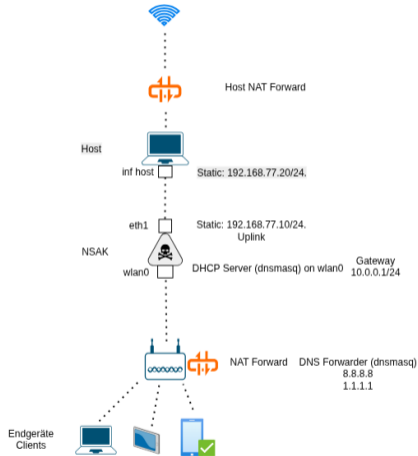 Host NAT Forward
Host
inf host
Static: 192.168.77.20/24.
eth1
Static: 192.168.77.10/24.
Uplink
NSAK
wlan0
DHCP Server (dnsmasq) on wlan0
Gateway
10.0.0.1/24
NAT Forward
DNS Forwarder (dnsmasq)
8.8.8.8
1.1.1.1
Endgeräte
Clients